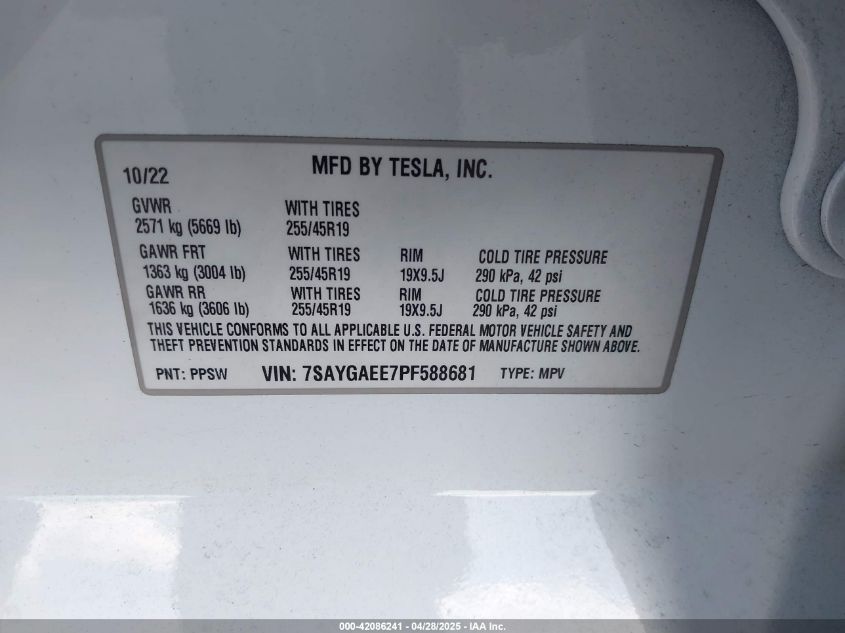 MFD BY TESLA, INC.
10/22
GVWR WITH TIRES
2571 kg (5669 lb) 255/45R19
GAWR FRT WITH TIRES RIM COLD TIRE PRESSURE
1363 kg (3004 lb) 255/45R19 19X9.5J 290 kPa, 42 psi
GAWR RR WITH TIRES RIM COLD TIRE PRESSURE
1636 kg (3606 lb) 255/45R19 19X9.5J 290 kPa, 42 psi
THIS VEHICLE CONFORMS TO ALL APPLICABLE U.S. FEDERAL MOTOR VEHICLE SAFETY AND
THEFT PREVENTION STANDARDS IN EFFECT ON THE DATE OF MANUFACTURE SHOWN ABOVE.
PNT: PPSW VIN: 7SAYGAEE7PF588681 TYPE: MPV
000-42086241 - 04/28/2025 - IAA Inc.